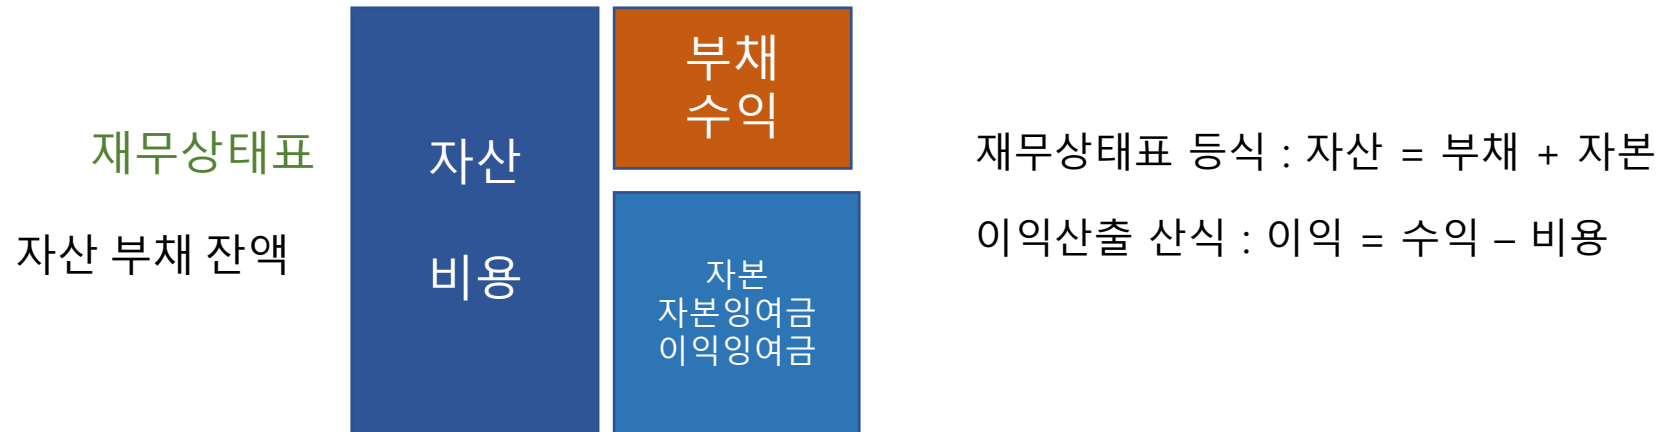 재무상태표
자산 부채 잔액
자산
비용
부채
수익
자본
자본잉여금
이익잉여금
재무상태표 등식 : 자산 = 부채 + 자본
이익산출 산식 : 이익 = 수익 – 비용